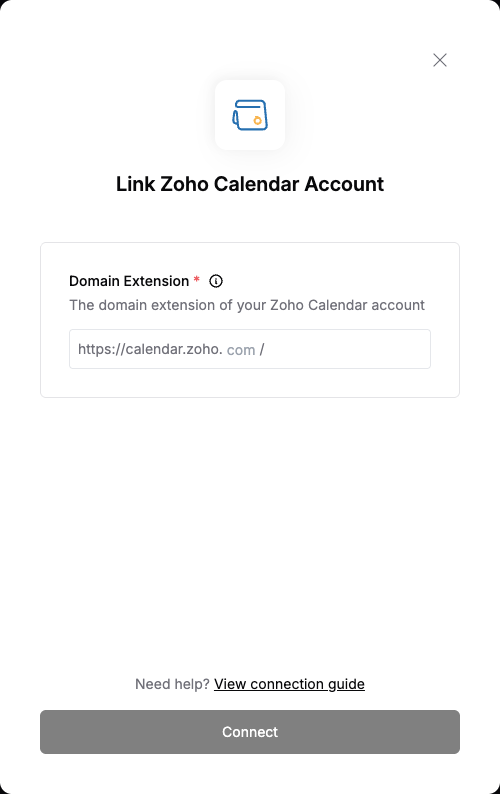 Link Zoho Calendar Account
Domain Extension *
The domain extension of your Zoho Calendar account
https://calendar.zoho. com /
Need help? View connection guide
Connect